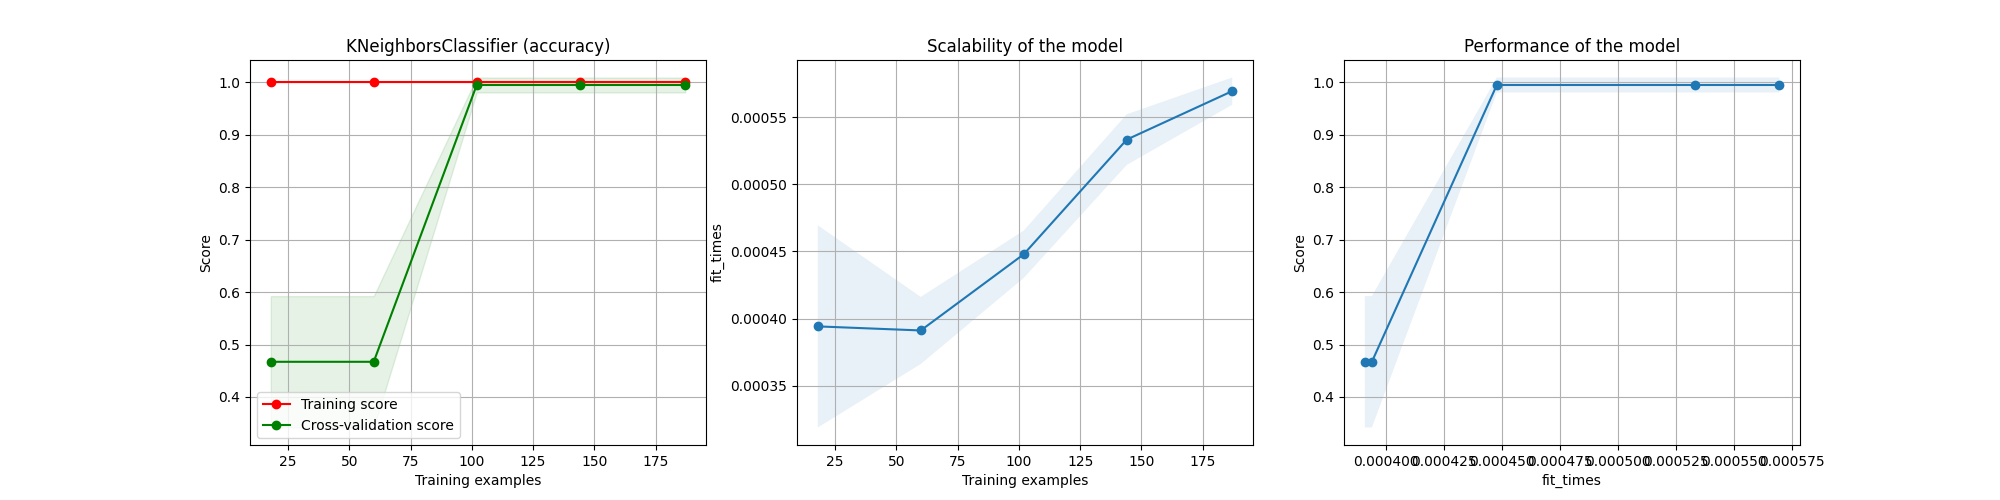 KNeighborsClassifier (accuracy)
Score
1.0
0.9
0.8
0.7
0.6
0.5
0.4
Training score
Cross-validation score
25 50 75 100 125 150 175
Training examples
Scalability of the model
fit_times
0.00055
0.00050
0.00045
0.00040
0.00035
25 50 75 100 125 150 175
Training examples
Performance of the model
Score
1.0
0.9
0.8
0.7
0.6
0.5
0.4
0.000400 0.000425 0.000450 0.000475 0.000500 0.000525 0.000550 0.000575
fit_times